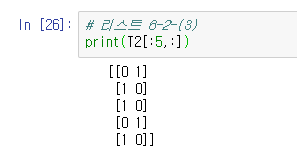 In [26]:
# 리스트 6-2-(3)
print(T2[:5,:])
[[0 1]
[1 0]
[1 0]
[0 1]
[1 0]]